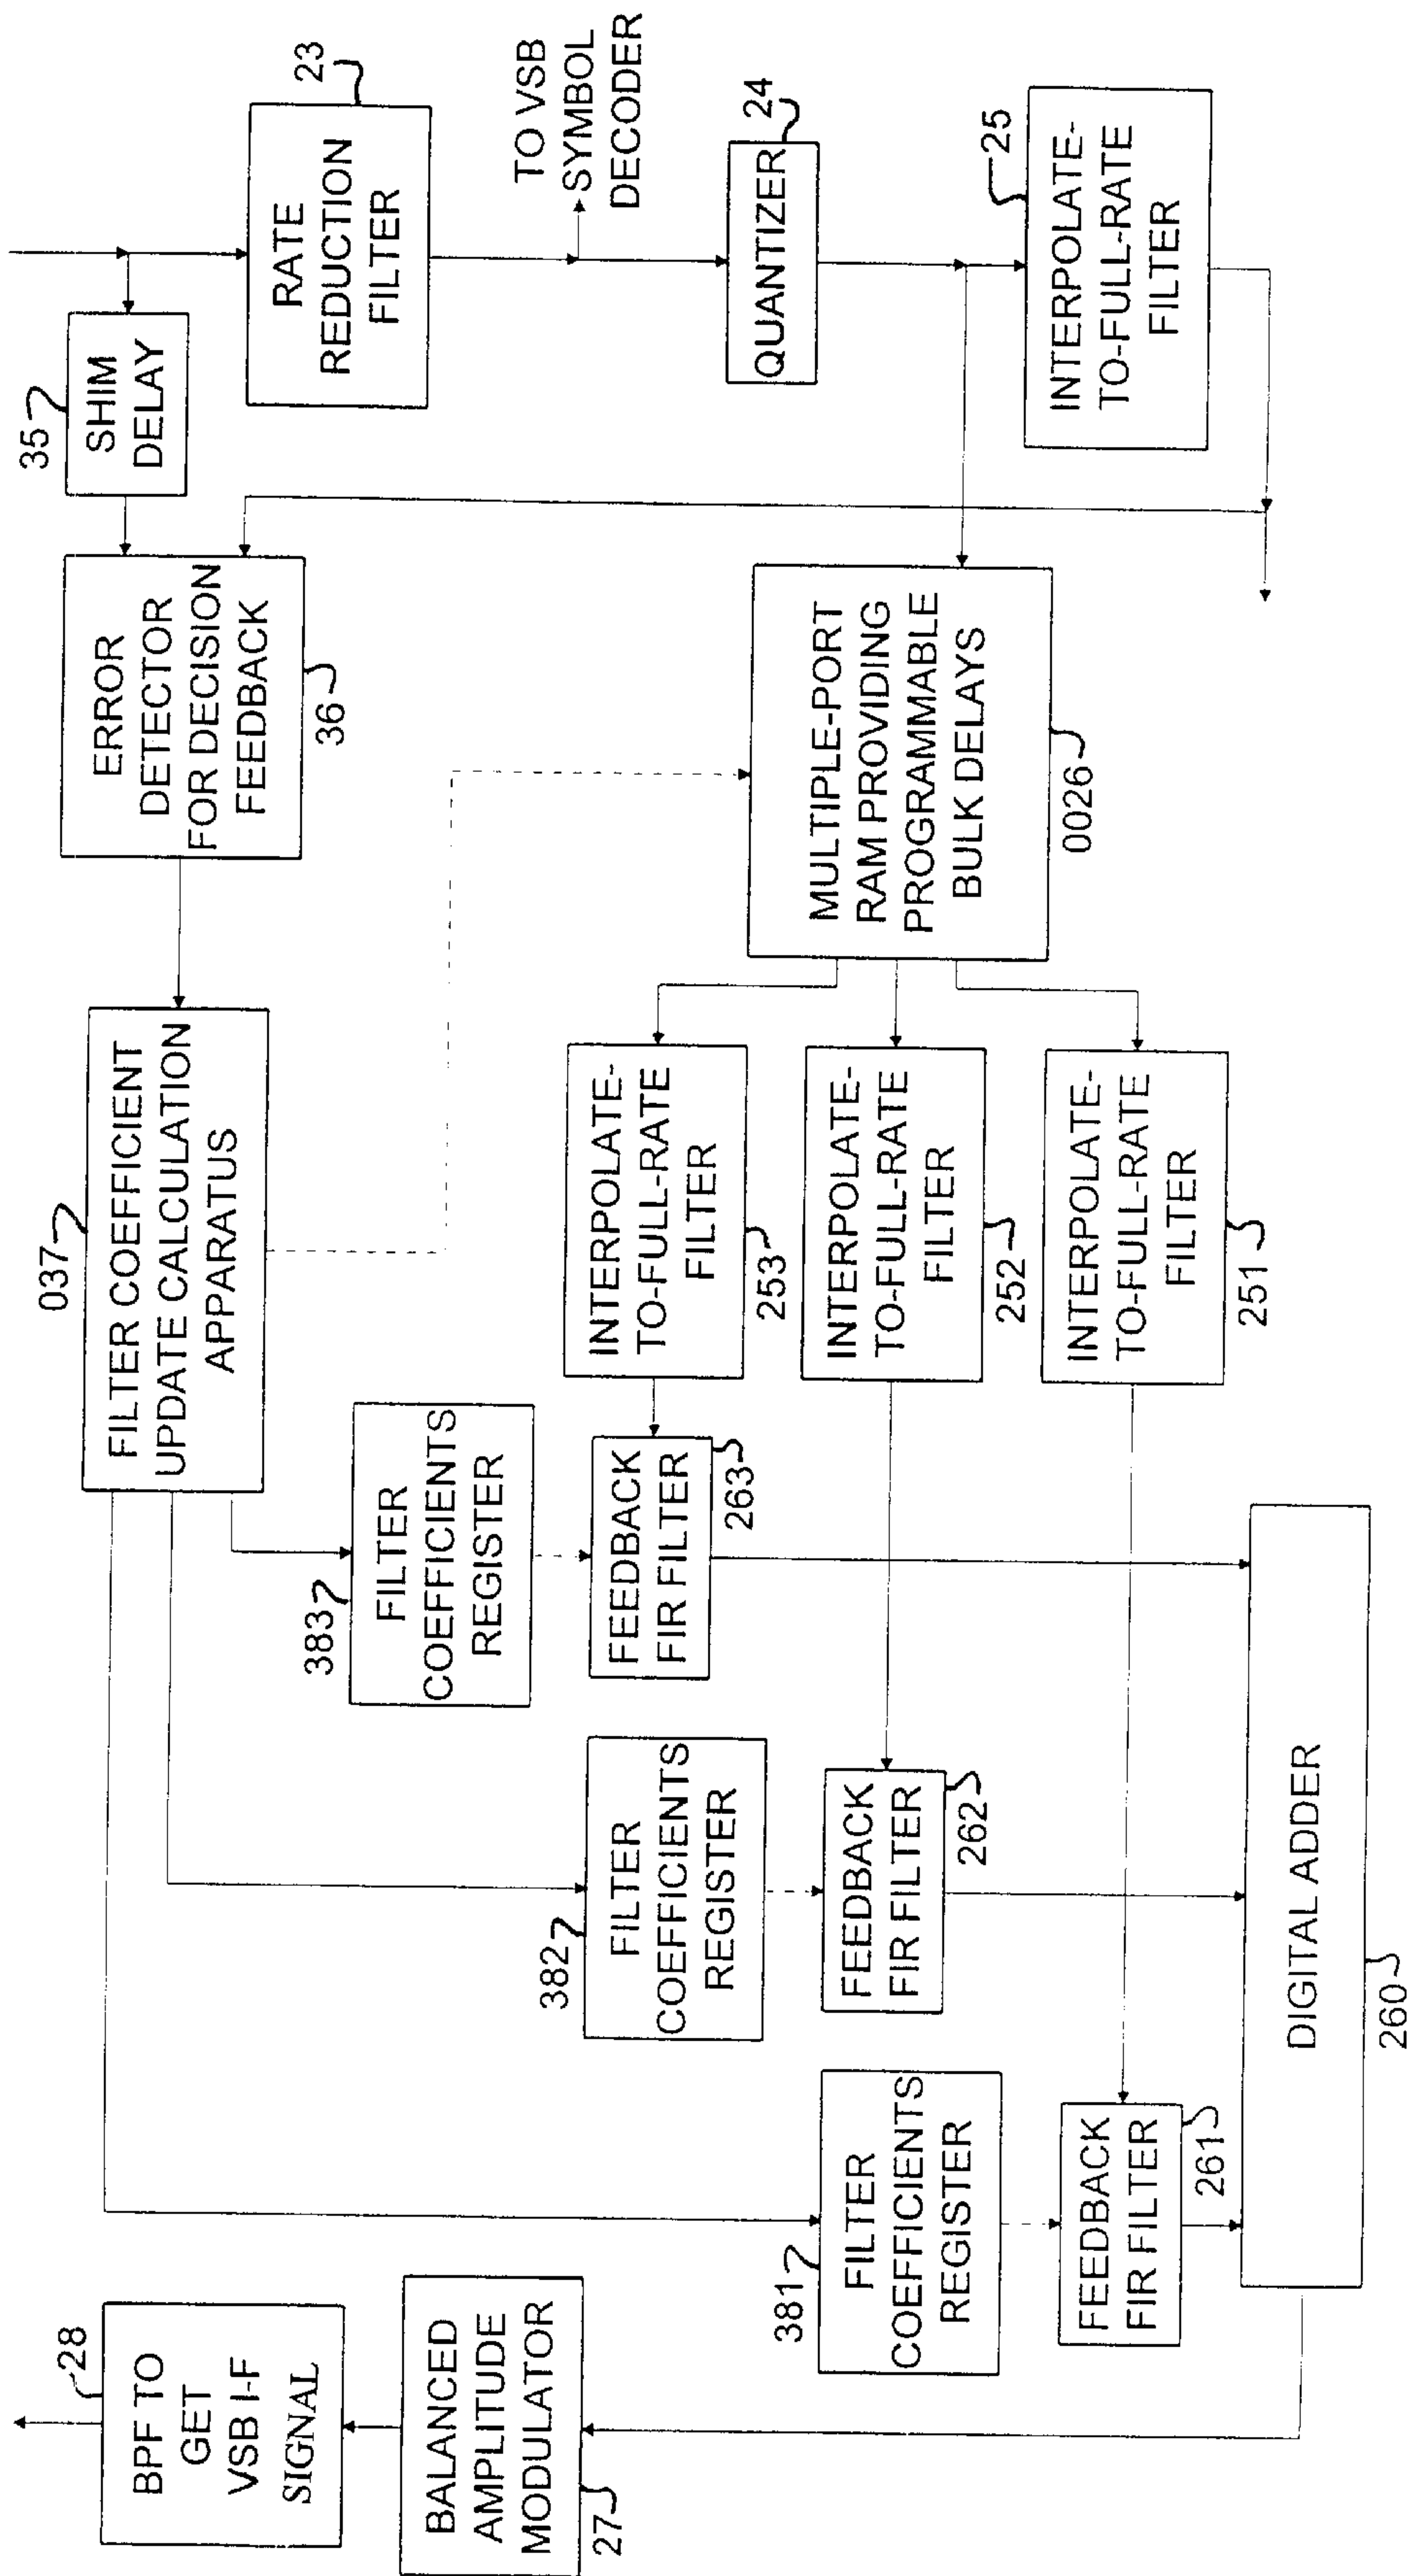 28
BPF TO
GET
VSB I-F
SIGNAL
BALANCED
AMPLITUDE
MODULATOR
27
037
FILTER COEFFICIENT
UPDATE CALCULATION
APPARATUS
ERROR
DETECTOR
FOR DECISION
FEEDBACK
36
35
SHIM
DELAY
23
RATE
REDUCTION
FILTER
TO VSB
SYMBOL
DECODER
24
QUANTIZER
25
INTERPOLATE-
TO-FULL-RATE
FILTER
MULTIPLE-PORT
RAM PROVIDING
PROGRAMMABLE
BULK DELAYS
0026
INTERPOLATE-
TO-FULL-RATE
FILTER
253
INTERPOLATE-
TO-FULL-RATE
FILTER
252
INTERPOLATE-
TO-FULL-RATE
FILTER
251
383
FILTER
COEFFICIENTS
REGISTER
FEEDBACK
FIR FILTER
263
382
FILTER
COEFFICIENTS
REGISTER
FEEDBACK
FIR FILTER
262
381
FILTER
COEFFICIENTS
REGISTER
FEEDBACK
FIR FILTER
261
DIGITAL ADDER
260